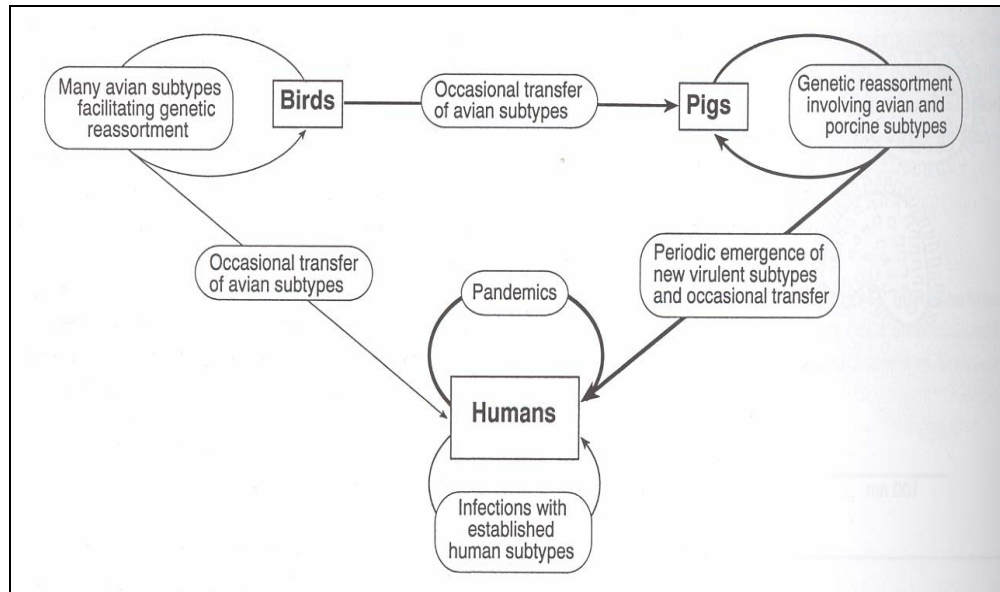 Many avian subtypes
facilitating genetic
reassortment
Birds
Occasional transfer
of avian subtypes
Pigs
Genetic reassortment
involving avian and
porcine subtypes
Occasional transfer
of avian subtypes
Periodic emergence of
new virulent subtypes
and occasional transfer
Pandemics
Humans
Infections with
established
human subtypes